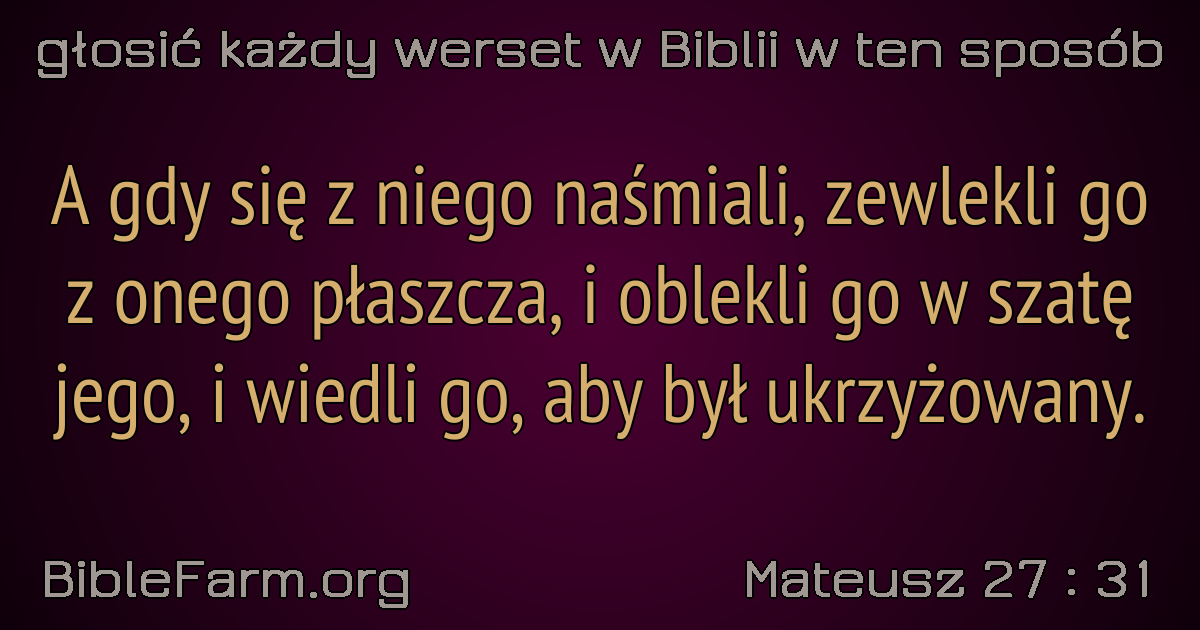 głosić każdy werset w Biblii w ten sposób
A gdy się z niego naśmiali, zewlekli go
z onego płaszcza, i oblekli go w szatę
jego, i wiedli go, aby był ukrzyżowany.
BibleFarm.org
Mateusz 27 : 31